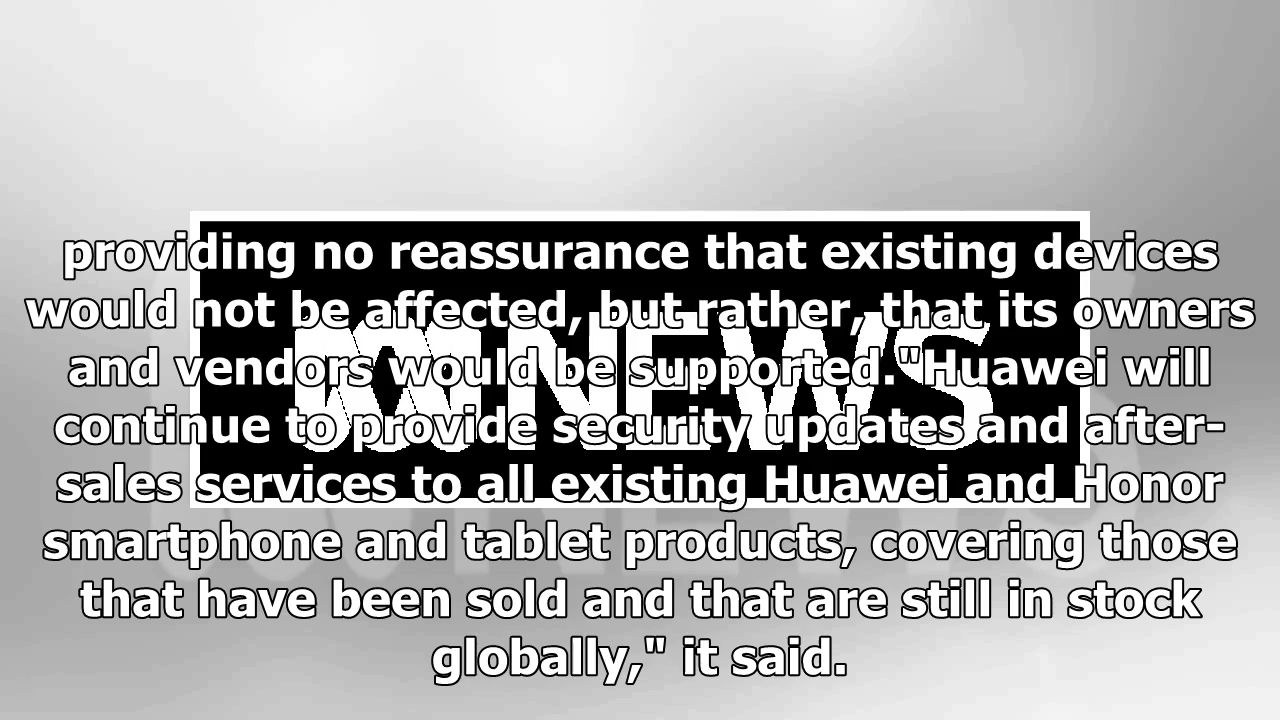 providing no reassurance that existing devices
would not be affected, but rather, that its owners
and vendors would be supported."Huawei will
continue to provide security updates and after-
sales services to all existing Huawei and Honor
smartphone and tablet products, covering those
that have been sold and that are still in stock
globally," it said.
NEWS